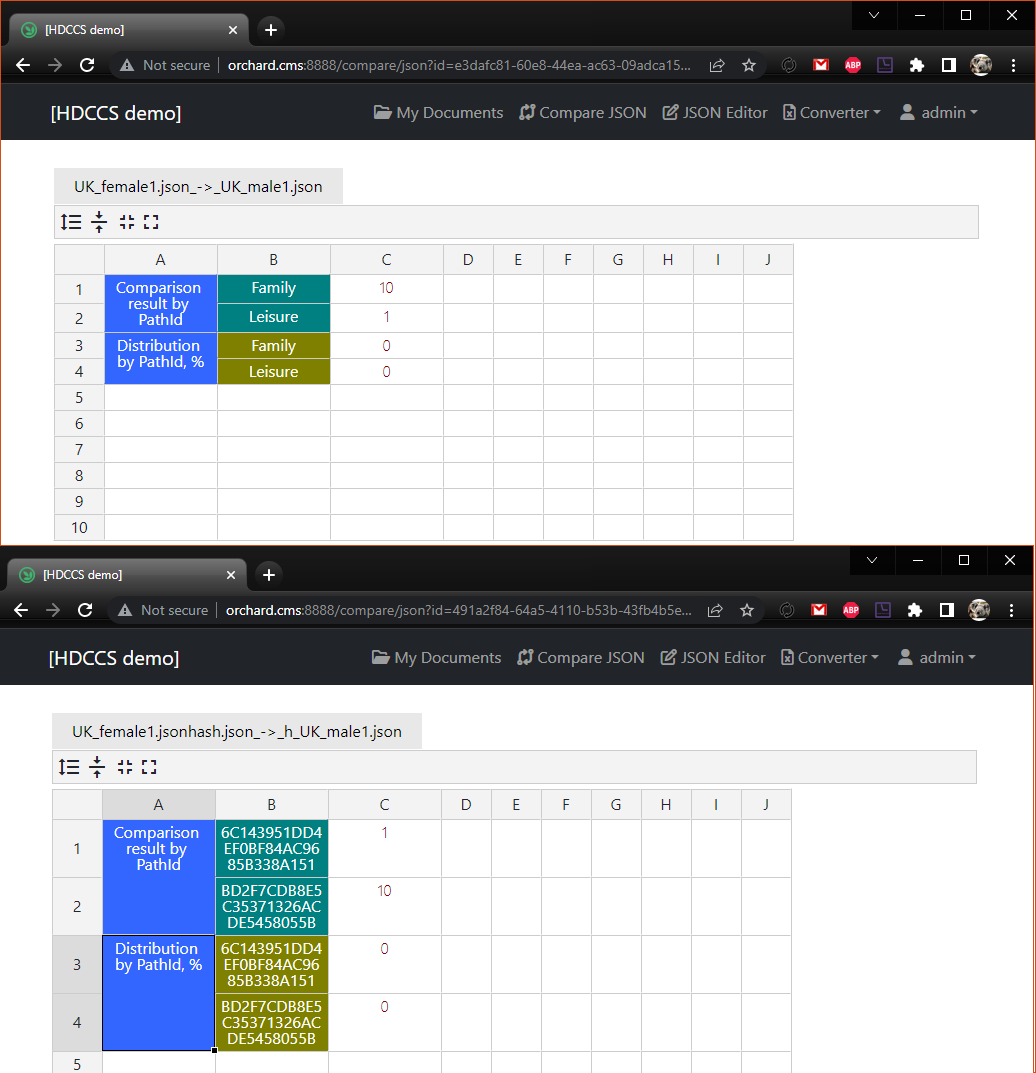 [HDCCS demo]
Not secure orchard.cms:8888/compare/json?id=e3dafc81-60e8-44ea-ac63-09adca15... ABP
[HDCCS demo] My Documents Compare JSON JSON Editor Converter admin
UK_female1.json_->_UK_male1.json
A B C D E F G H I J
1 Comparison result by PathId Family 10
2 Leisure 1
3 Distribution by PathId, % Family 0
4 Leisure 0
5
6
7
8
9
10
[HDCCS demo]
Not secure orchard.cms:8888/compare/json?id=491a2f84-64a5-4110-b53b-43fb4b5e... ABP
[HDCCS demo] My Documents Compare JSON JSON Editor Converter admin
UK_female1.jsonhash.json_->_h_UK_male1.json
A B C D E F G H I J
1 Comparison result by PathId 6C143951DD4EF0BF84AC9685B338A151 1
2 BD2F7CDB8E5C35371326ACDE5458055B 10
3 Distribution by PathId, % 6C143951DD4EF0BF84AC9685B338A151 0
4 BD2F7CDB8E5C35371326ACDE5458055B 0
5